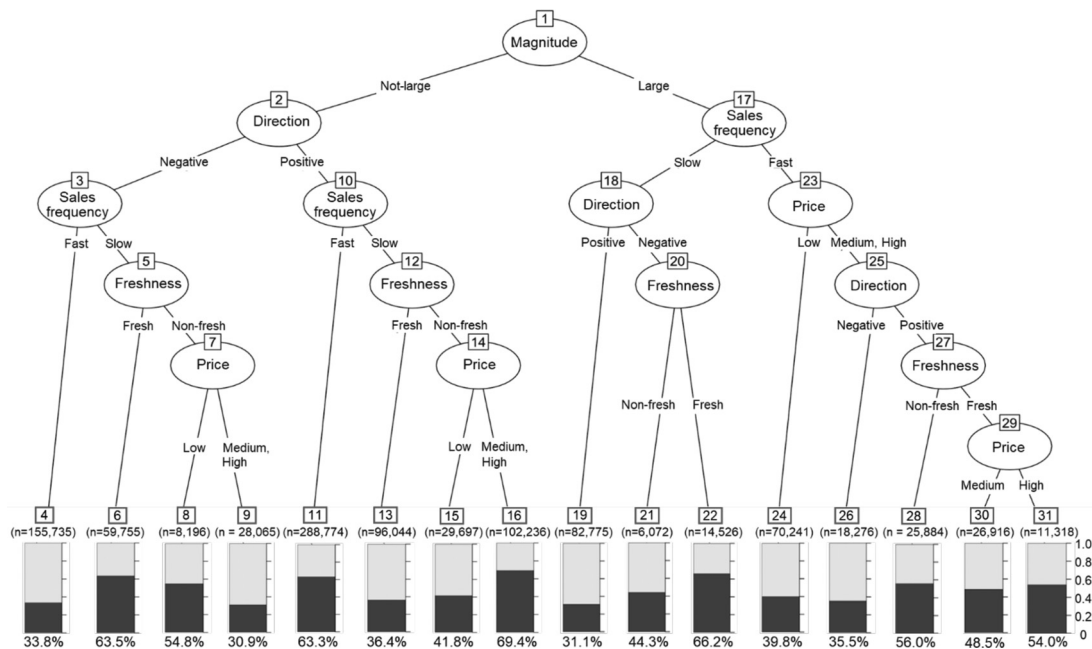 1
Magnitude
Not-large
Large
2
Direction
17
Sales
frequency
Negative
Positive
Slow
Fast
3
Sales
frequency
10
Sales
frequency
18
Direction
23
Price
Fast
Slow
Fast
Slow
Positive
Negative
Low
Medium, High
5
Freshness
12
Freshness
20
Freshness
25
Direction
Fresh
Non-fresh
Fresh
Non-fresh
Negative
Positive
7
Price
14
Price
27
Freshness
Non-fresh
Fresh
Non-fresh
Fresh
29
Price
Low
Medium,
High
Low
Medium,
High
Medium
High
4 6 8 9 11 13 15 16 19 21 22 24 26 28 30 31
(n=155,735) (n=59,755) (n=8,196) (n = 28,065) (n=288,774) (n=96,044) (n=29,697) (n=102,236) (n=82,775) (n=6,072) (n=14,526) (n=70,241) (n=18,276) (n = 25,884) (n=26,916) (n=11,318)
1.0
0.8
0.6
0.4
0.2
0
33.8% 63.5% 54.8% 30.9% 63.3% 36.4% 41.8% 69.4% 31.1% 44.3% 66.2% 39.8% 35.5% 56.0% 48.5% 54.0%